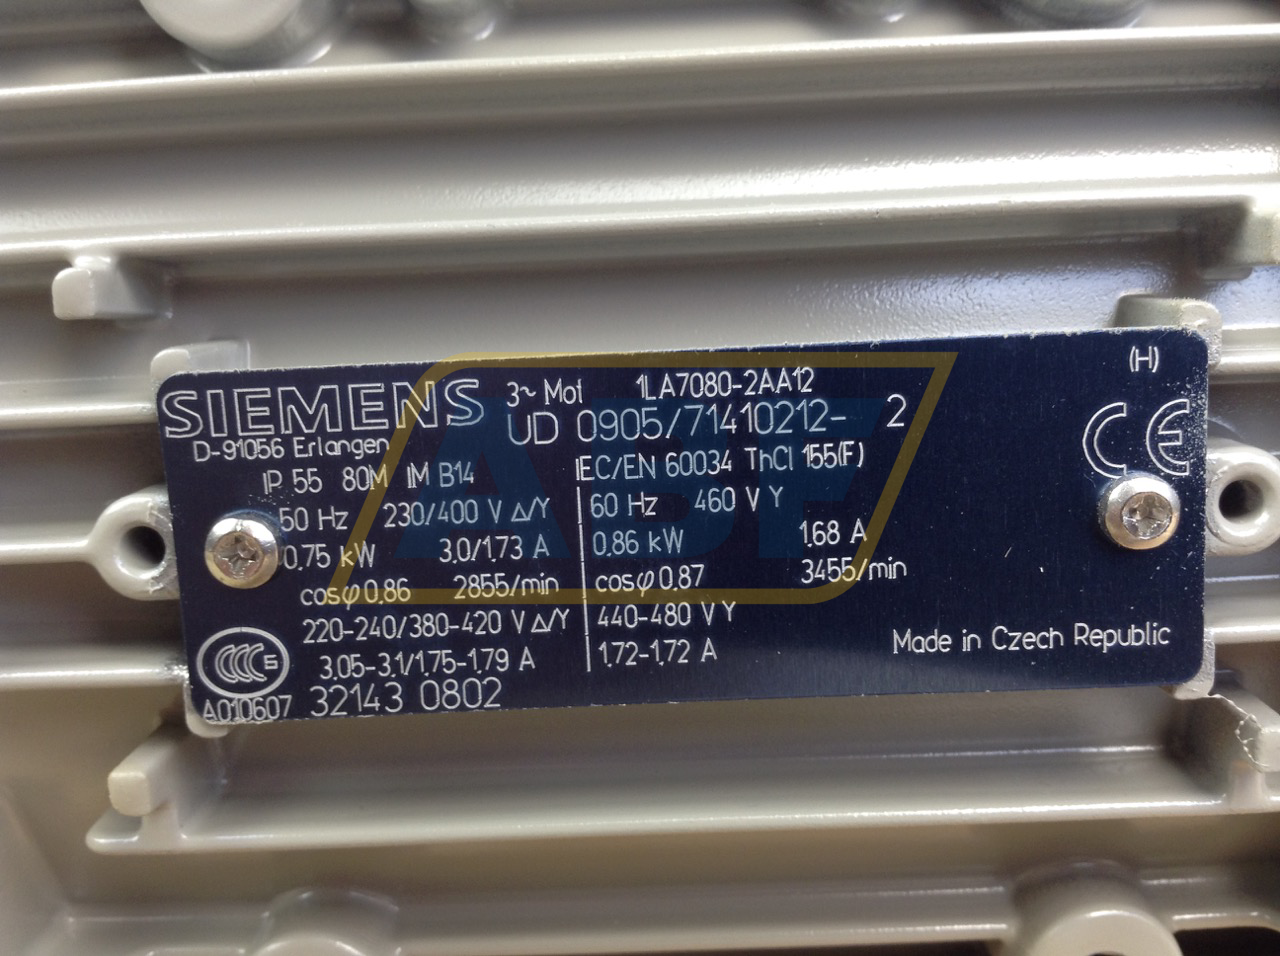 SIEMENS 3~ Mot 1LA7080-2AA12 (H)
D-91056 Erlangen UD 0905/71410212- 2
CE
IP 55 80M IM B14 IEC/EN 60034 ThCl 155(F)
50 Hz 230/400 V Δ/Y 60 Hz 460 V Y
0.75 kW 3.0/1.73 A 0.86 kW 1.68 A
cosφ 0.86 2855/min cosφ 0.87 3455/min
220-240/380-420 V Δ/Y 440-480 V Y
3.05-3.1/1.75-1.79 A 1.72-1.72 A
Made in Czech Republic
CCC S
A010607 32143 0802
ABF